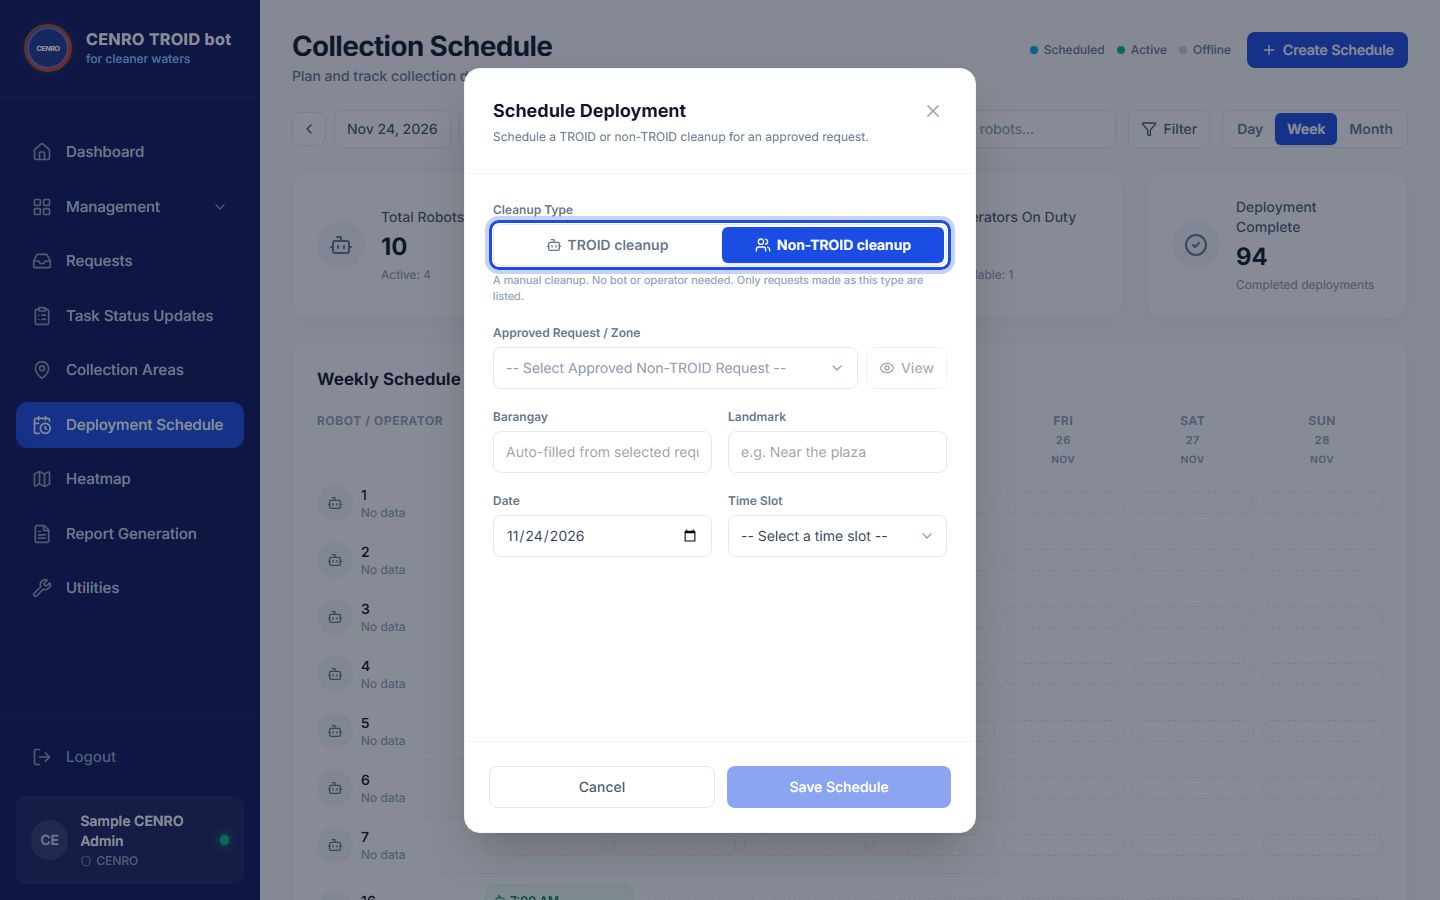 CENRO
CENRO TROID bot
for cleaner waters
Dashboard
Management
Requests
Task Status Updates
Collection Areas
Deployment Schedule
Heatmap
Report Generation
Utilities
Logout
CE
Sample CENRO
Admin
CENRO
Collection Schedule
Plan and track collection
Scheduled
Active
Offline
+ Create Schedule
Nov 24, 2026
robots...
Filter
Day
Week
Month
Total Robots
10
Active: 4
On Duty
: 1
Deployment
Complete
94
Completed deployments
Weekly Schedule
ROBOT / OPERATOR
FRI
26
NOV
SAT
27
NOV
SUN
28
NOV
1
No data
2
No data
3
No data
4
No data
5
No data
6
No data
7
No data
7:00 AM
Schedule Deployment
Schedule a TROID or non-TROID cleanup for an approved request.
Cleanup Type
TROID cleanup
Non-TROID cleanup
A manual cleanup. No bot or operator needed. Only requests made as this type are
listed.
Approved Request / Zone
-- Select Approved Non-TROID Request --
View
Barangay
Landmark
Auto-filled from selected
e.g. Near the plaza
Date
Time Slot
11/24/2026
-- Select a time slot --
Cancel
Save Schedule